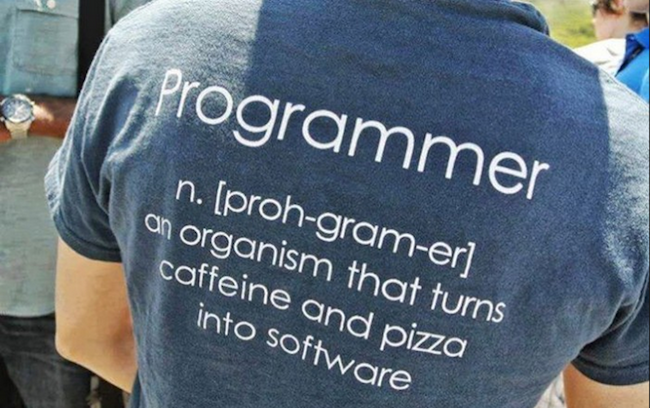 Programmer
n. [proh-gram-er]
an organism that turns
caffeine and pizza
into software